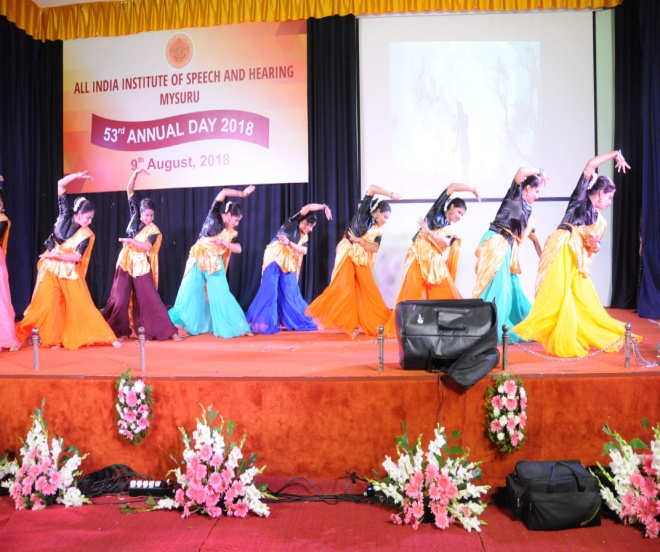 ALL INDIA INSTITUTE OF SPEECH AND HEARING
MYSURU
53rd ANNUAL DAY 2018
9th August, 2018